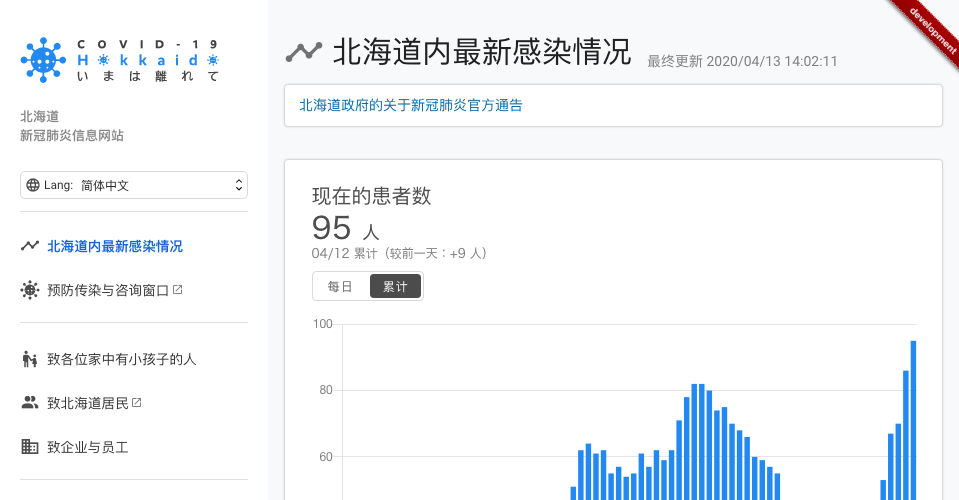 COVID-19
Hokkaido
いまは離れて
北海道
新冠肺炎信息网站
Lang: 简体中文
北海道内最新感染情况
预防传染与咨询窗口
致各位家中有小孩子的人
致北海道居民
致企业与员工
development
北海道内最新感染情况
最终更新 2020/04/13 14:02:11
北海道政府的关于新冠肺炎官方通告
现在的患者数
95 人
04/12 累计（较前一天：+9 人）
每日 累计
100
80
60